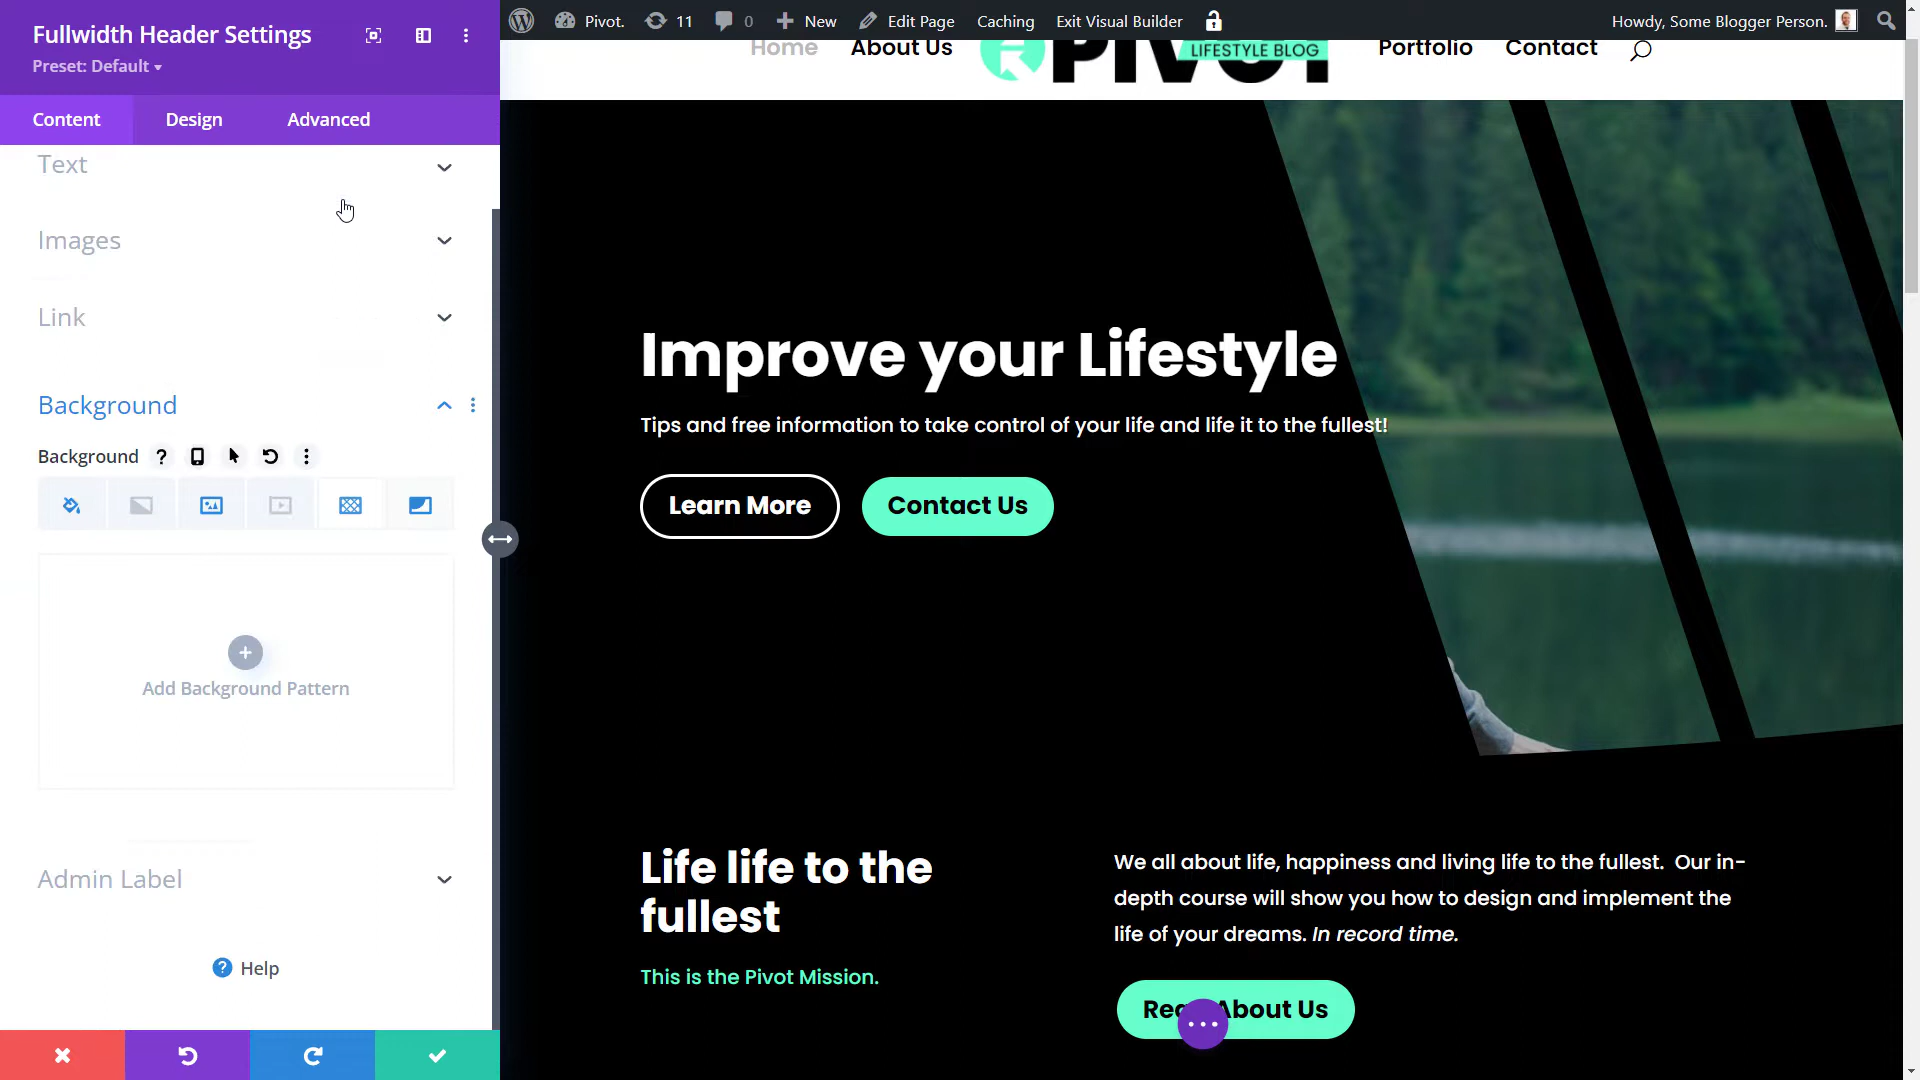 Fullwidth Header Settings
Preset: Default
Content Design Advanced
Text
Images
Link
Background
Background
Add Background Pattern
Admin Label
Help
Pivot. 11 0 New Edit Page Caching Exit Visual Builder Howdy, Some Blogger Person.
Home About Us PIVOT LIFESTYLE BLOG Portfolio Contact
Improve your Lifestyle
Tips and free information to take control of your life and life it to the fullest!
Learn More Contact Us
Life life to the
fullest
This is the Pivot Mission.
We all about life, happiness and living life to the fullest. Our in-
depth course will show you how to design and implement the
life of your dreams. In record time.
About Us